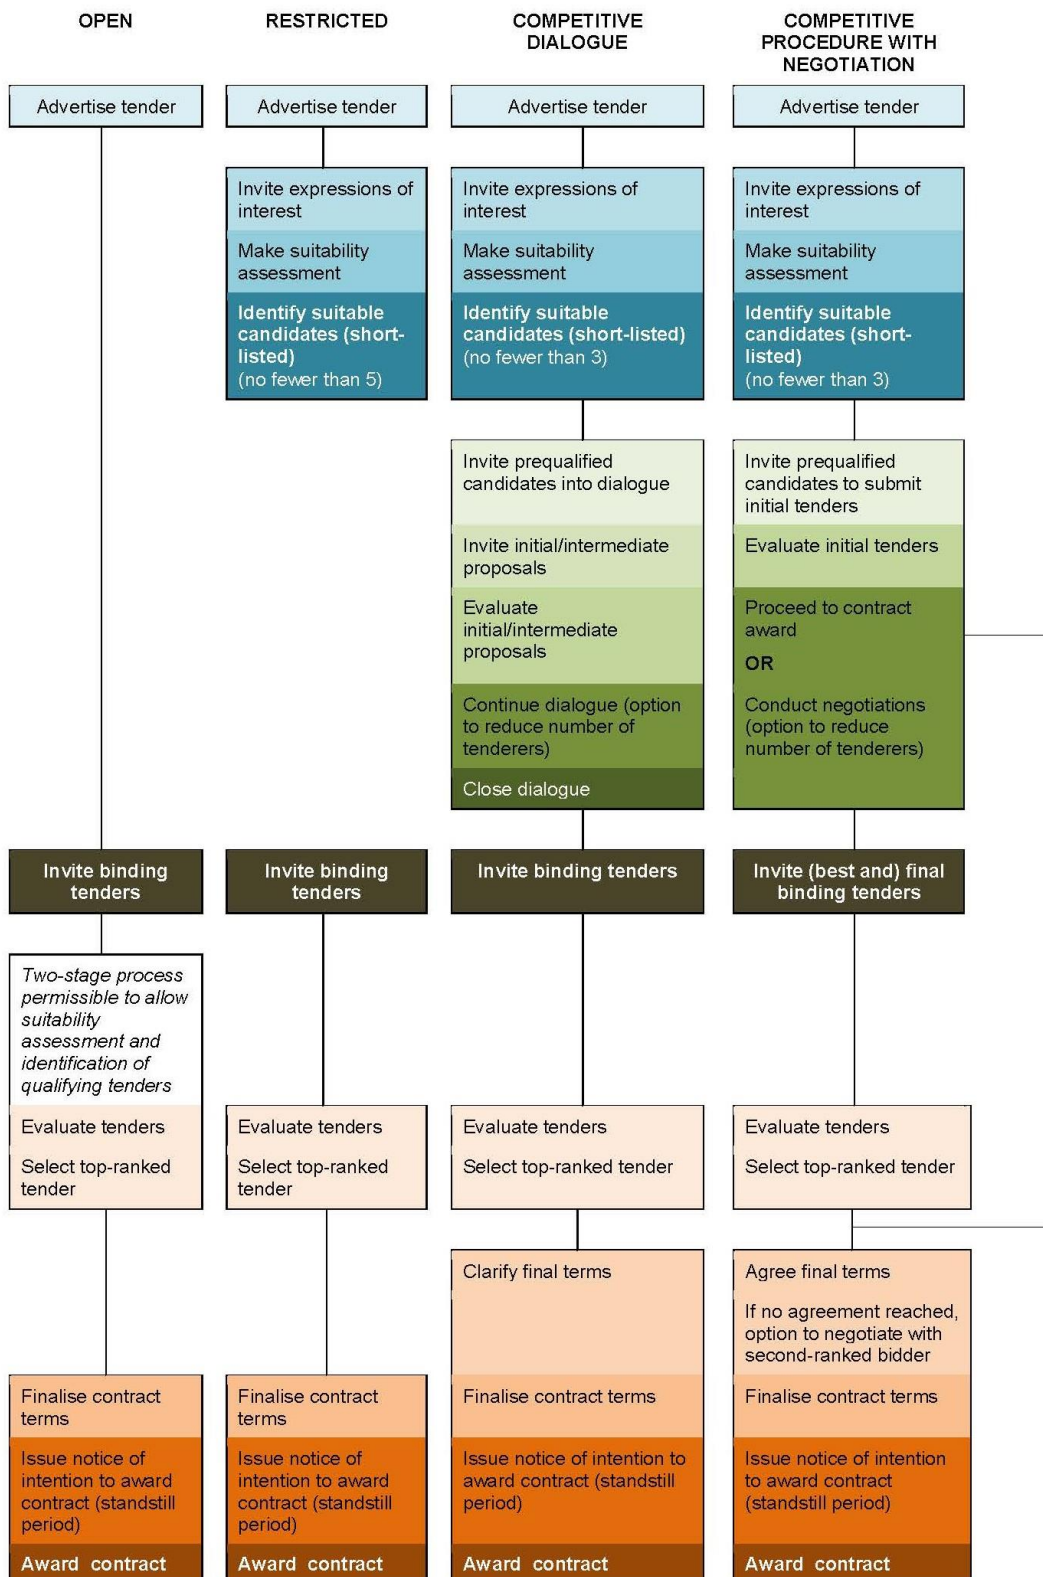 OPEN
Advertise tender
Invite binding
tenders
Two-stage process
permissible to allow
suitability
assessment and
identification of
qualifying tenders
Evaluate tenders
Select top-ranked
tender
Finalise contract
terms
Issue notice of
intention to award
contract (standstill
period)
Award contract
RESTRICTED
Advertise tender
Invite expressions of
interest
Make suitability
assessment
Identify suitable
candidates (short-
listed)
(no fewer than 5)
Invite binding
tenders
Evaluate tenders
Select top-ranked
tender
Finalise contract
terms
Issue notice of
intention to award
contract (standstill
period)
Award contract
COMPETITIVE
DIALOGUE
Advertise tender
Invite expressions of
interest
Make suitability
assessment
Identify suitable
candidates (short-listed)
(no fewer than 3)
Invite prequalified
candidates into dialogue
Invite initial/intermediate
proposals
Evaluate
initial/intermediate
proposals
Continue dialogue (option
to reduce number of
tenderers)
Close dialogue
Invite binding tenders
Evaluate tenders
Select top-ranked tender
Clarify final terms
Finalise contract terms
Issue notice of intention to
award contract (standstill
period)
Award contract
COMPETITIVE
PROCEDURE WITH
NEGOTIATION
Advertise tender
Invite expressions of
interest
Make suitability
assessment
Identify suitable
candidates (short-
listed)
(no fewer than 3)
Invite prequalified
candidates to submit
initial tenders
Evaluate initial tenders
Proceed to contract
award
OR
Conduct negotiations
(option to reduce
number of tenderers)
Invite (best and) final
binding tenders
Evaluate tenders
Select top-ranked tender
Agree final terms
If no agreement reached,
option to negotiate with
second-ranked bidder
Finalise contract terms
Issue notice of intention
to award contract
(standstill period)
Award contract